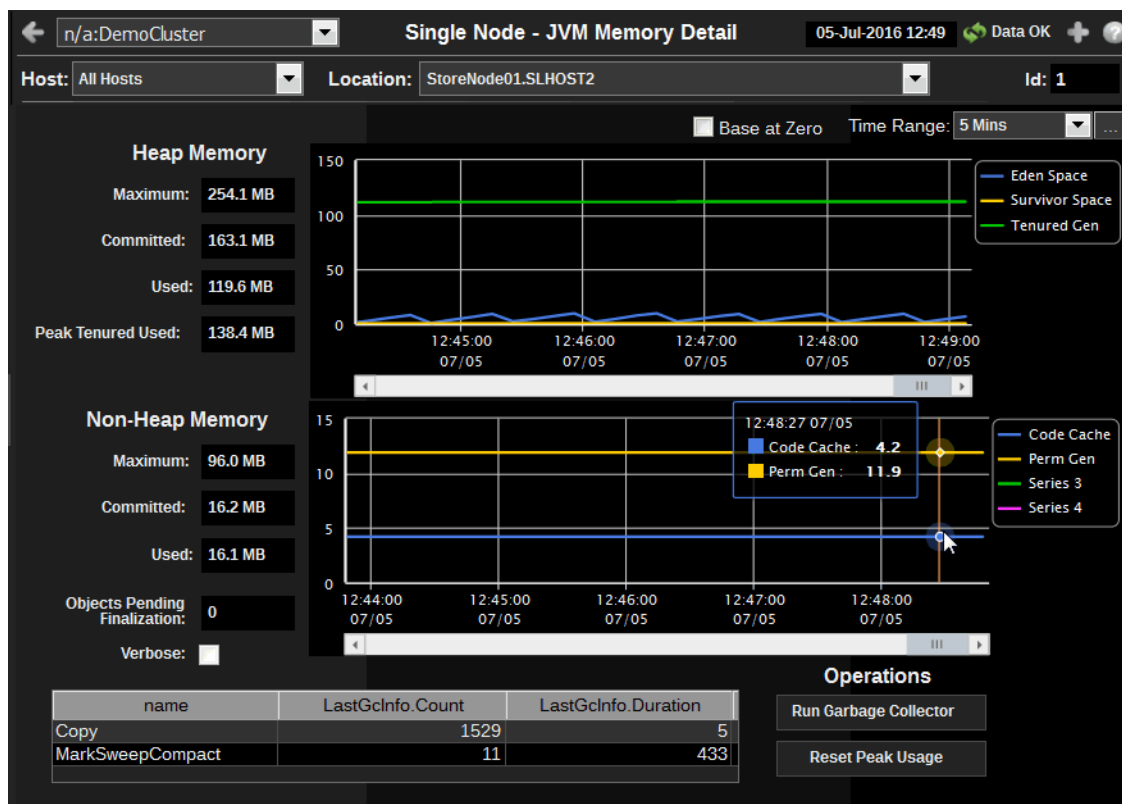 n/a:DemoCluster
Single Node - JVM Memory Detail
05-Jul-2016 12:49
Data OK
?
Host: All Hosts
Location: StoreNode01.SLHOST2
Id: 1
Base at Zero
Time Range: 5 Mins
...
Heap Memory
Maximum: 254.1 MB
Committed: 163.1 MB
Used: 119.6 MB
Peak Tenured Used: 138.4 MB
150
100
50
0
12:45:00 12:46:00 12:47:00 12:48:00 12:49:00
07/05 07/05 07/05 07/05 07/05
Eden Space
Survivor Space
Tenured Gen
Non-Heap Memory
Maximum: 96.0 MB
Committed: 16.2 MB
Used: 16.1 MB
Objects Pending
Finalization: 0
Verbose:
15
10
5
0
12:48:27 07/05
Code Cache : 4.2
Perm Gen : 11.9
12:44:00 12:45:00 12:46:00 12:47:00 12:48:00
07/05 07/05 07/05 07/05 07/05
Code Cache
Perm Gen
Series 3
Series 4
name LastGcInfo.Count LastGcInfo.Duration
Copy 1529 5
MarkSweepCompact 11 433
Operations
Run Garbage Collector
Reset Peak Usage